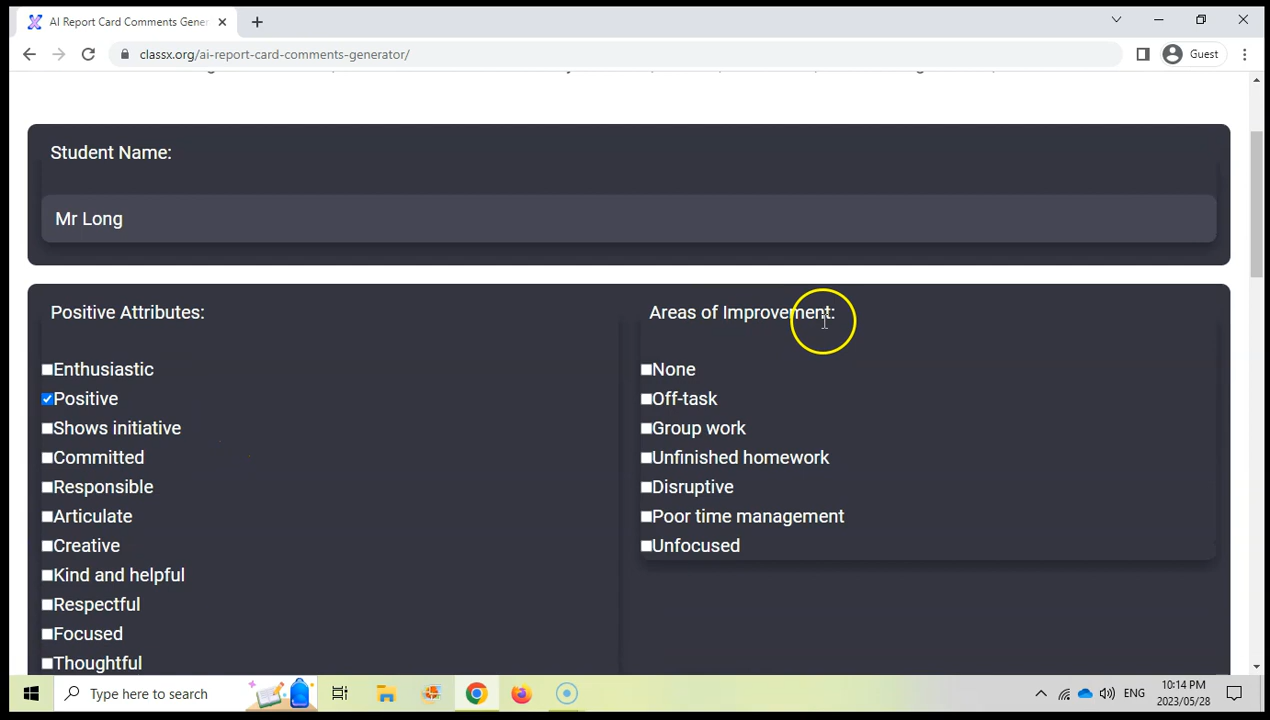 AI Report Card Comments Gener
classx.org/ai-report-card-comments-generator/
Guest
Student Name:
Mr Long
Positive Attributes:
Enthusiastic
Positive
Shows initiative
Committed
Responsible
Articulate
Creative
Kind and helpful
Respectful
Focused
Thoughtful
Areas of Improvement:
None
Off-task
Group work
Unfinished homework
Disruptive
Poor time management
Unfocused
Type here to search
ENG
10:14 PM
2023/05/28